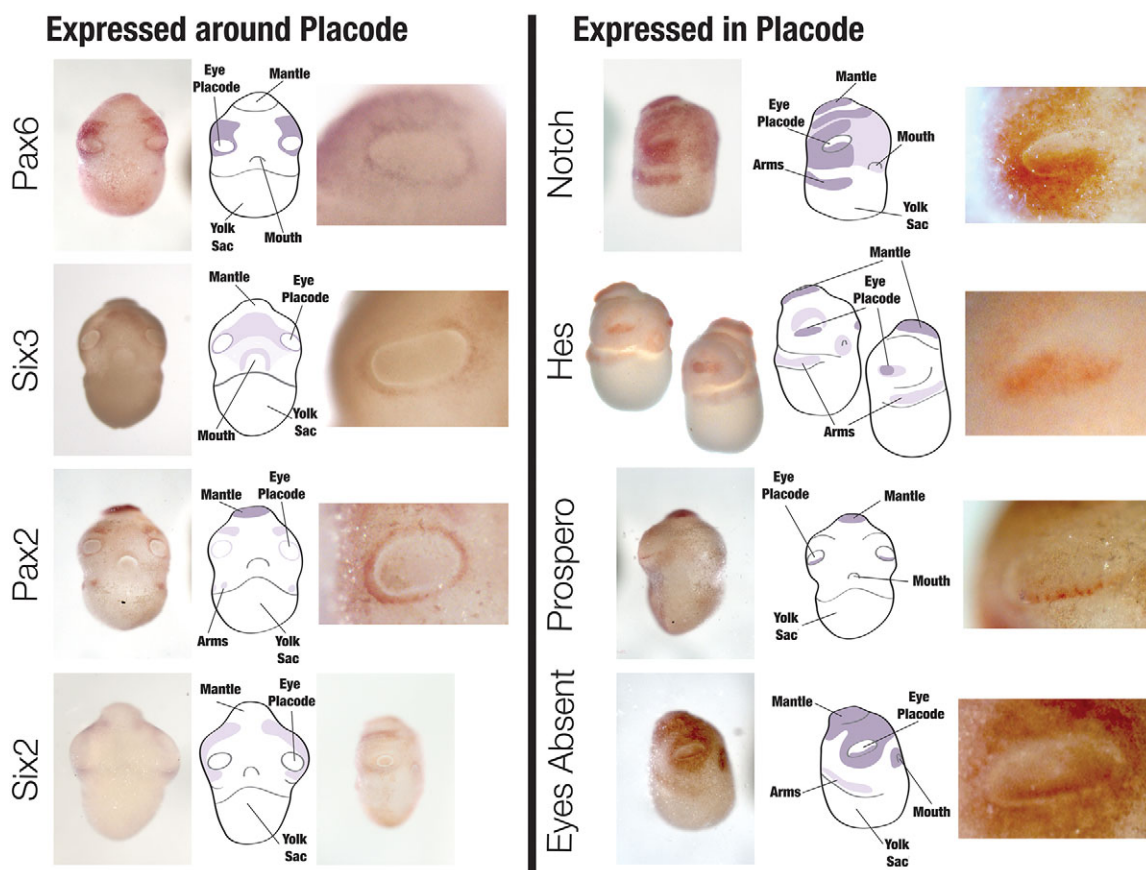 Expressed around Placode
Pax6
Eye
Placode
Mantle
Yolk
Sac
Mouth
Six3
Mantle
Eye
Placode
Mouth
Yolk
Sac
Pax2
Mantle
Eye
Placode
Arms
Yolk
Sac
Six2
Mantle
Eye
Placode
Yolk
Sac
Expressed in Placode
Notch
Mantle
Eye
Placode
Mouth
Arms
Yolk
Sac
Hes
Mantle
Eye
Placode
Arms
Prospero
Eye
Placode
Mantle
Mouth
Yolk
Sac
Eyes Absent
Mantle
Eye
Placode
Arms
Mouth
Yolk
Sac